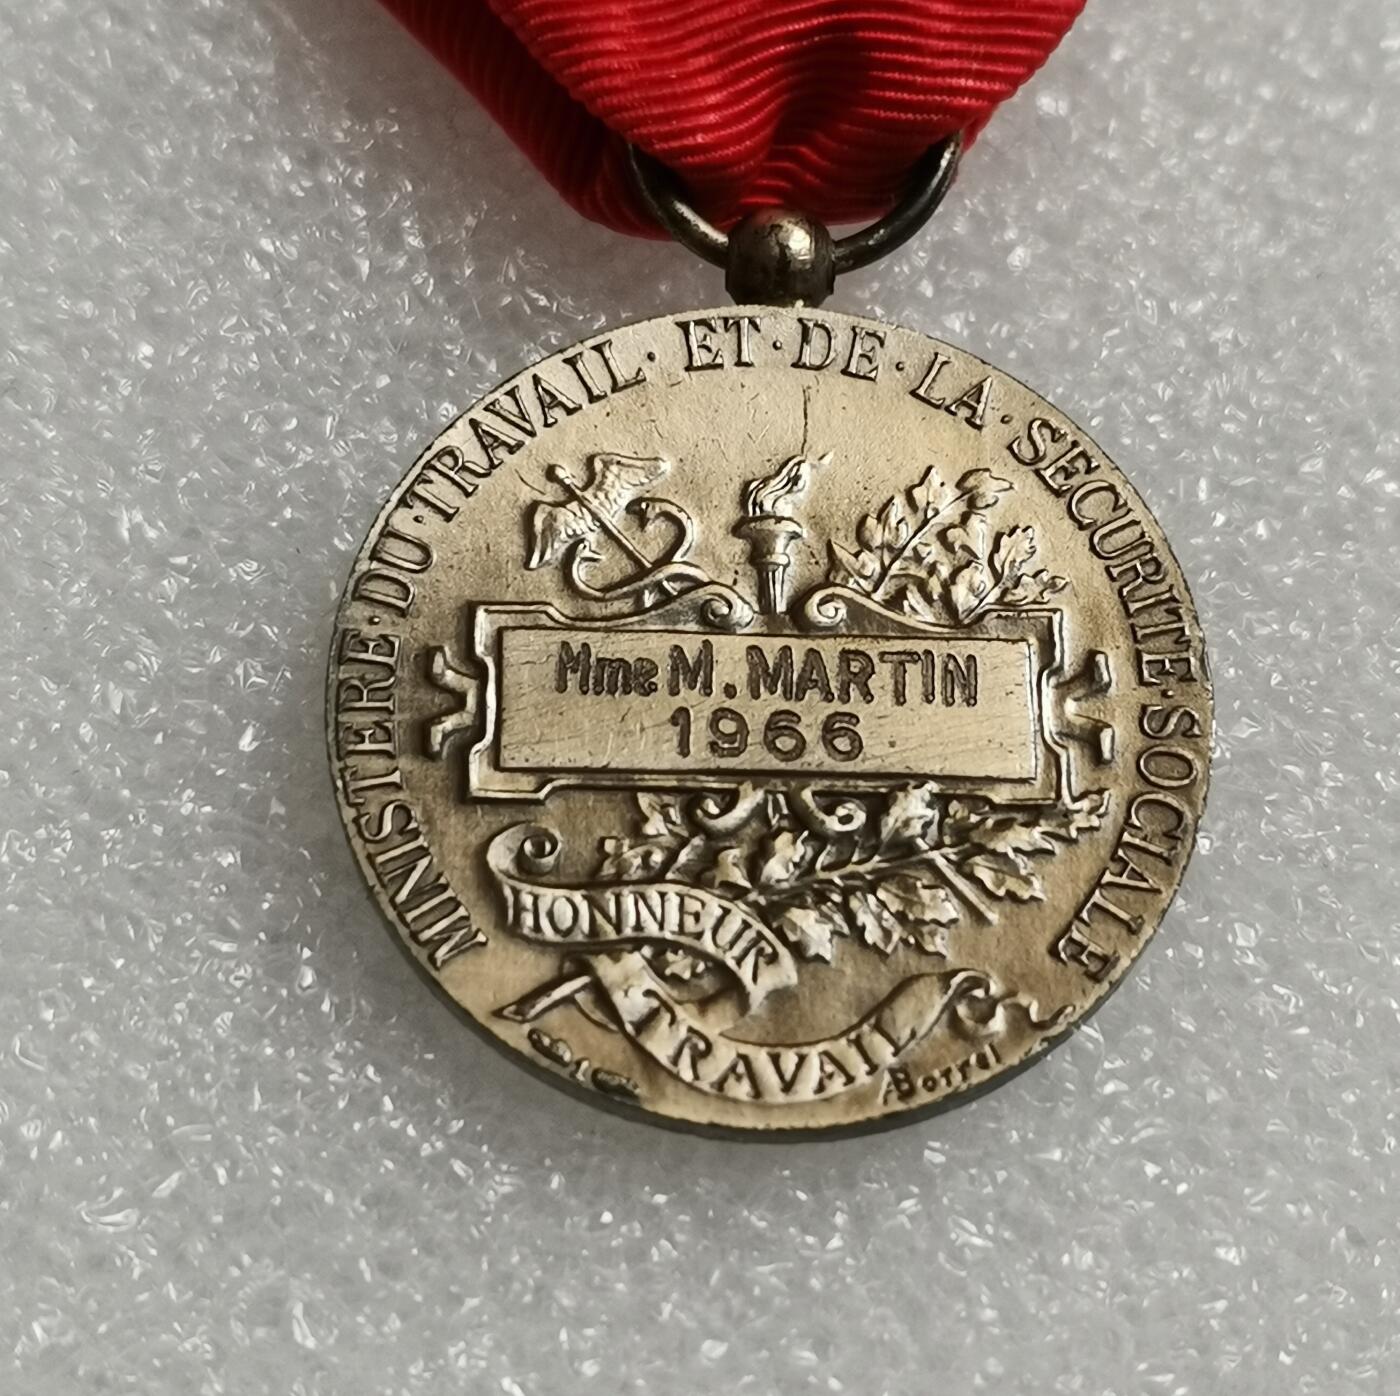 MINISTERE·DU·TRAVAIL·ET·DE·LA·SECURITE·SOCIALE
Mme M. MARTIN
1966
HONNEUR
TRAVAIL
Borrel